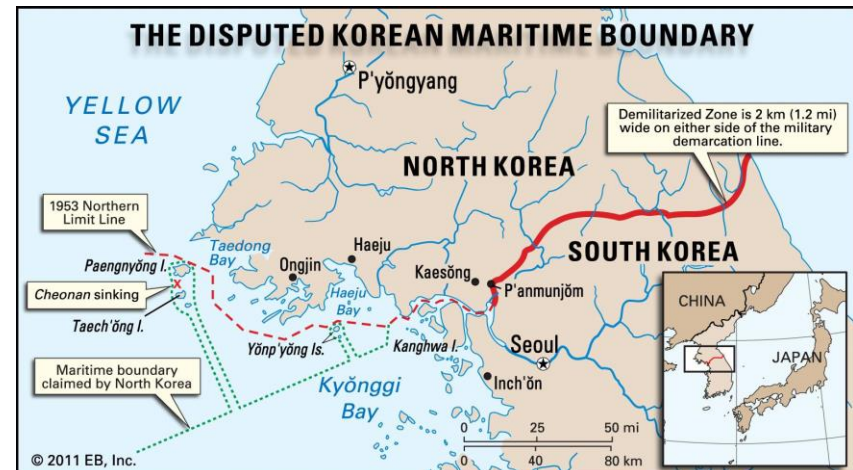 THE DISPUTED KOREAN MARITIME BOUNDARY
P'yŏngyang
YELLOW
SEA
Demilitarized Zone is 2 km (1.2 mi)
wide on either side of the military
demarcation line.
NORTH KOREA
1953 Northern
Limit Line
Taedong
Bay
Paengnyŏng I.
Ongjin
Haeju
SOUTH KOREA
Kaesŏng
P'anmunjŏm
Cheonan sinking
x
Haeju
Bay
Taech'ŏng I.
Yŏnp'yŏng Is.
Kanghwa I.
Seoul
Maritime boundary
claimed by North Korea
Kyŏnggi
Bay
Inch'ŏn
CHINA
JAPAN
0 25 50 mi
0 40 80 km
© 2011 EB, Inc.